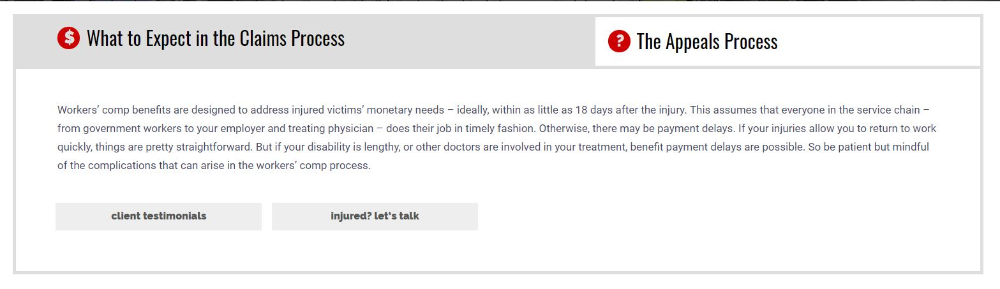 $ What to Expect in the Claims Process
? The Appeals Process
Workers’ comp benefits are designed to address injured victims’ monetary needs – ideally, within as little as 18 days after the injury. This assumes that everyone in the service chain –
from government workers to your employer and treating physician – does their job in timely fashion. Otherwise, there may be payment delays. If your injuries allow you to return to work
quickly, things are pretty straightforward. But if your disability is lengthy, or other doctors are involved in your treatment, benefit payment delays are possible. So be patient but mindful
of the complications that can arise in the workers’ comp process.
client testimonials
injured? let's talk